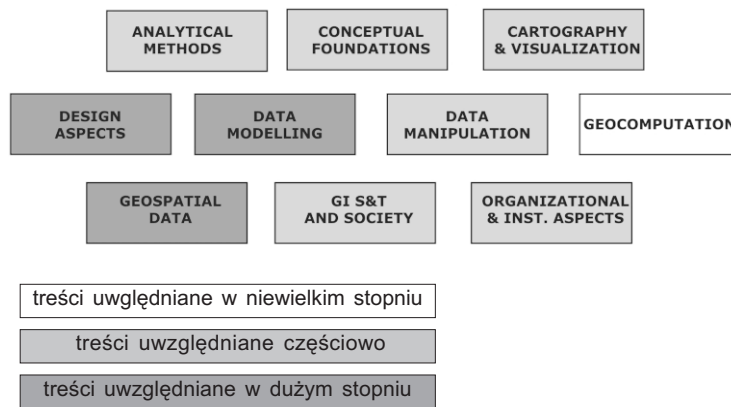 ANALYTICAL
METHODS
CONCEPTUAL
FOUNDATIONS
CARTOGRAPHY
& VISUALIZATION
DESIGN
ASPECTS
DATA
MODELLING
DATA
MANIPULATION
GEOCOMPUTATION
GEOSPATIAL
DATA
GI S&T
AND SOCIETY
ORGANIZATIONAL
& INST. ASPECTS
treści uwględniane w niewielkim stopniu
treści uwzględniane częściowo
treści uwzględniane w dużym stopniu